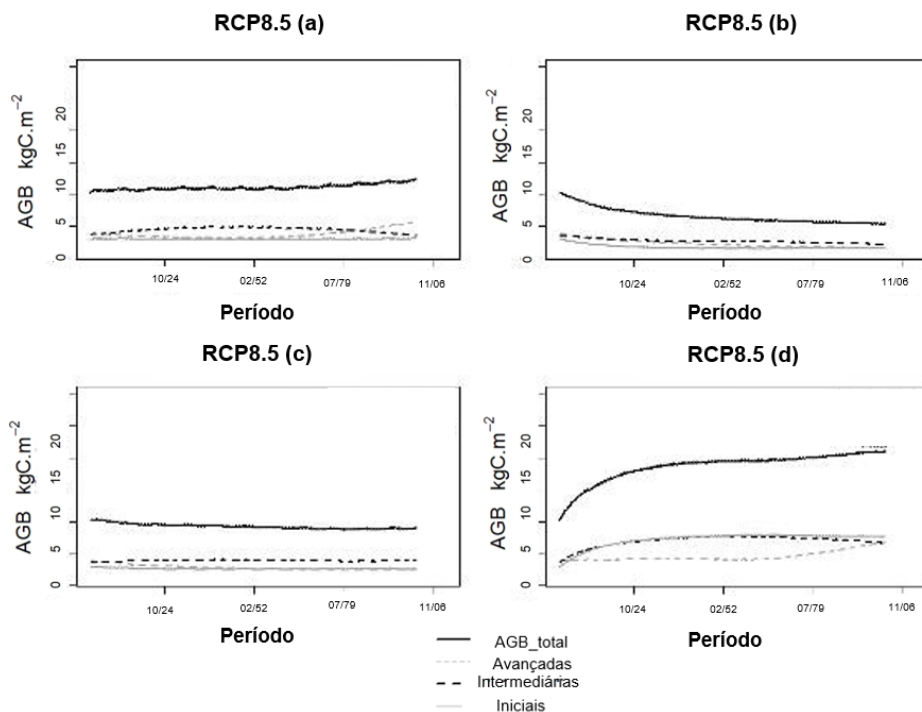 RCP8.5 (a)
RCP8.5 (b)
AGB kgC.m⁻²
0 5 10 15 20
10/24 02/52 07/79 11/06
Período
AGB kgC.m⁻²
0 5 10 15 20
10/24 02/52 07/79 11/06
Período
RCP8.5 (c)
RCP8.5 (d)
AGB kgC.m⁻²
0 5 10 15 20
10/24 02/52 07/79 11/06
Período
AGB kgC.m⁻²
0 5 10 15 20
10/24 02/52 07/79 11/06
Período
AGB_total
Avançadas
Intermediárias
Iniciais